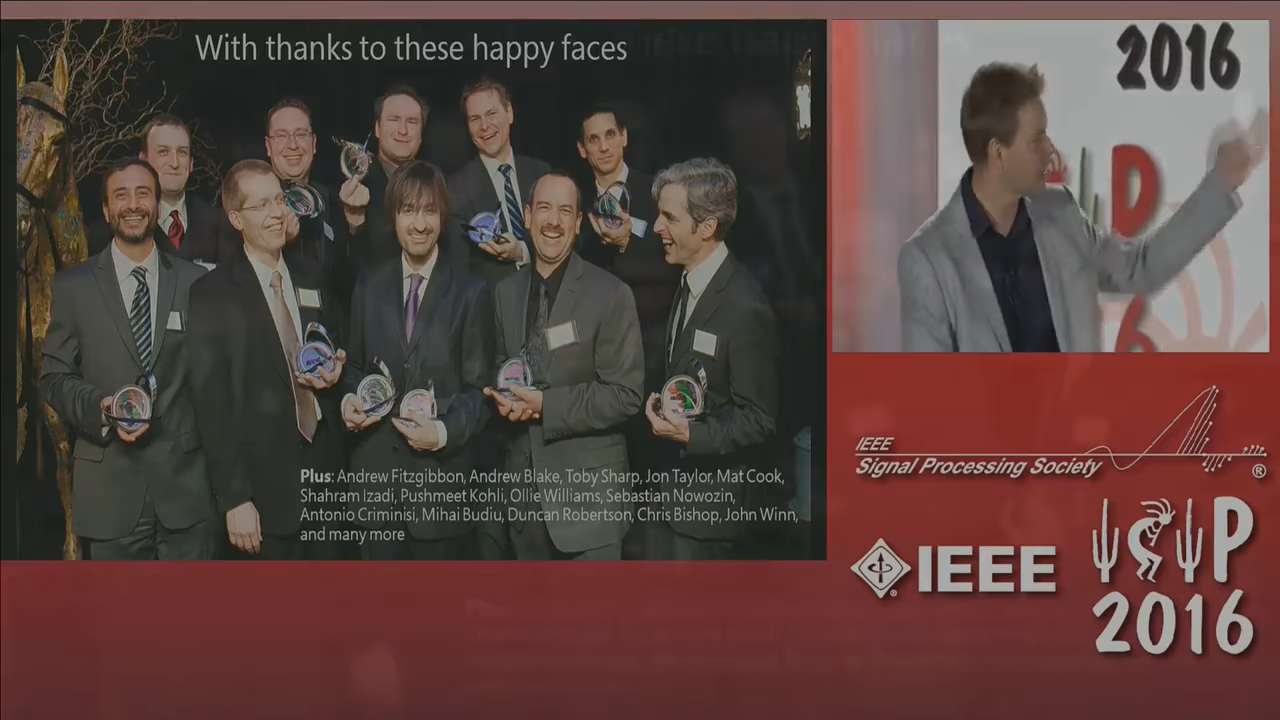 With thanks to these happy faces
Plus: Andrew Fitzgibbon, Andrew Blake, Toby Sharp, Jon Taylor, Mat Cook,
Shahram Izadi, Pushmeet Kohli, Ollie Williams, Sebastian Nowozin,
Antonio Criminisi, Mihai Budiu, Duncan Robertson, Chris Bishop, John Winn,
and many more
2016
P
6
IEEE
Signal Processing Society
®
IEEE
ICIP
2016